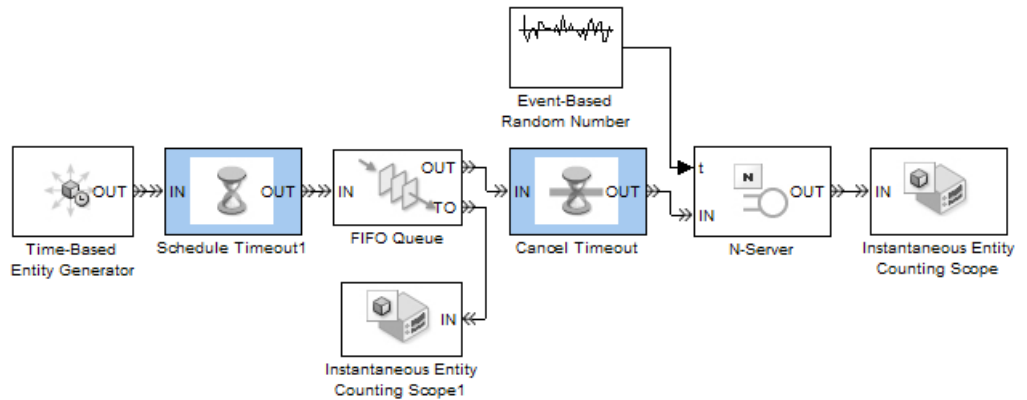 Event-Based
Random Number
OUT
Time-Based
Entity Generator
IN
OUT
Schedule Timeout1
IN
OUT
TO
FIFO Queue
IN
OUT
Cancel Timeout
t
IN
N
OUT
N-Server
IN
Instantaneous Entity
Counting Scope
IN
Instantaneous Entity
Counting Scope1